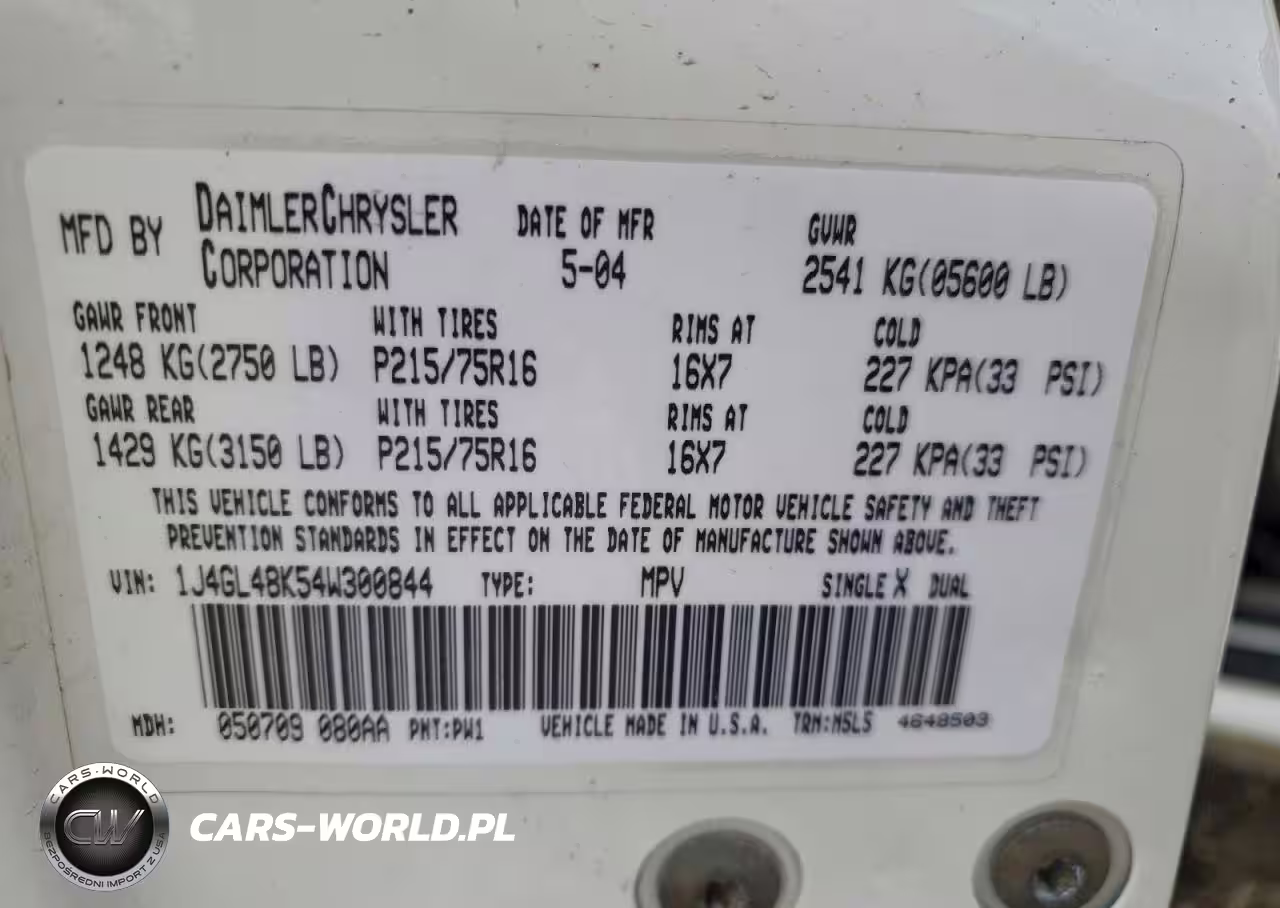 MFD BY DAIMLERCHRYSLER CORPORATION DATE OF MFR 5-04 GVWR 2541 KG(05600 LB)
GAWR FRONT WITH TIRES RIMS AT COLD
1248 KG(2750 LB) P215/75R16 16X7 227 KPA(33 PSI)
GAWR REAR WITH TIRES RIMS AT COLD
1429 KG(3150 LB) P215/75R16 16X7 227 KPA(33 PSI)
THIS VEHICLE CONFORMS TO ALL APPLICABLE FEDERAL MOTOR VEHICLE SAFETY AND THEFT
PREVENTION STANDARDS IN EFFECT ON THE DATE OF MANUFACTURE SHOWN ABOVE.
VIN: 1J4GL48K54W300844 TYPE: MPV SINGLE X DUAL
MDH: 050709 080AA PNT:PW1 VEHICLE MADE IN U.S.A. TRM:M5L5 4648503
CARS-WORLD
CW
BEZPOŚREDNI IMPORT Z USA
CARS-WORLD.PL